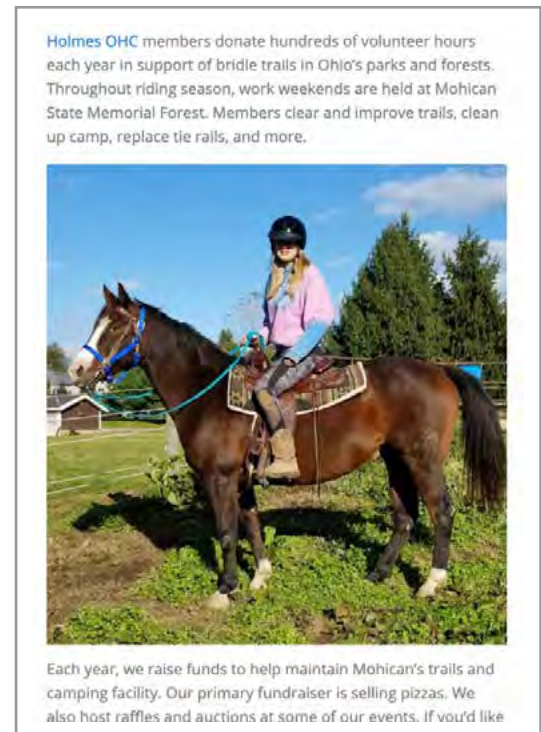 Holmes OHC members donate hundreds of volunteer hours
each year in support of bridle trails in Ohio's parks and forests.
Throughout riding season, work weekends are held at Mohican
State Memorial Forest. Members clear and improve trails, clean
up camp, replace tie rails, and more.
Each year, we raise funds to help maintain Mohican's trails and
camping facility. Our primary fundraiser is selling pizzas. We
also host raffles and auctions at some of our events. If you'd like